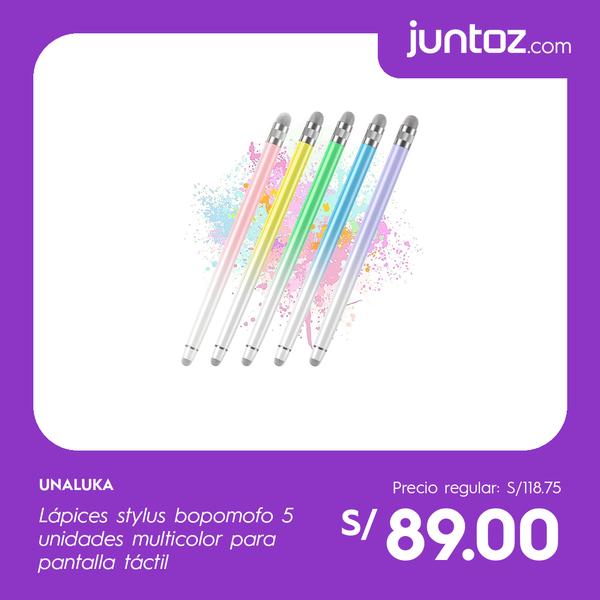 juntoz.com
UNALUKA
Lápices stylus bopomofo 5
unidades multicolor para
pantalla táctil
Precio regular: S/118.75
S/89.00